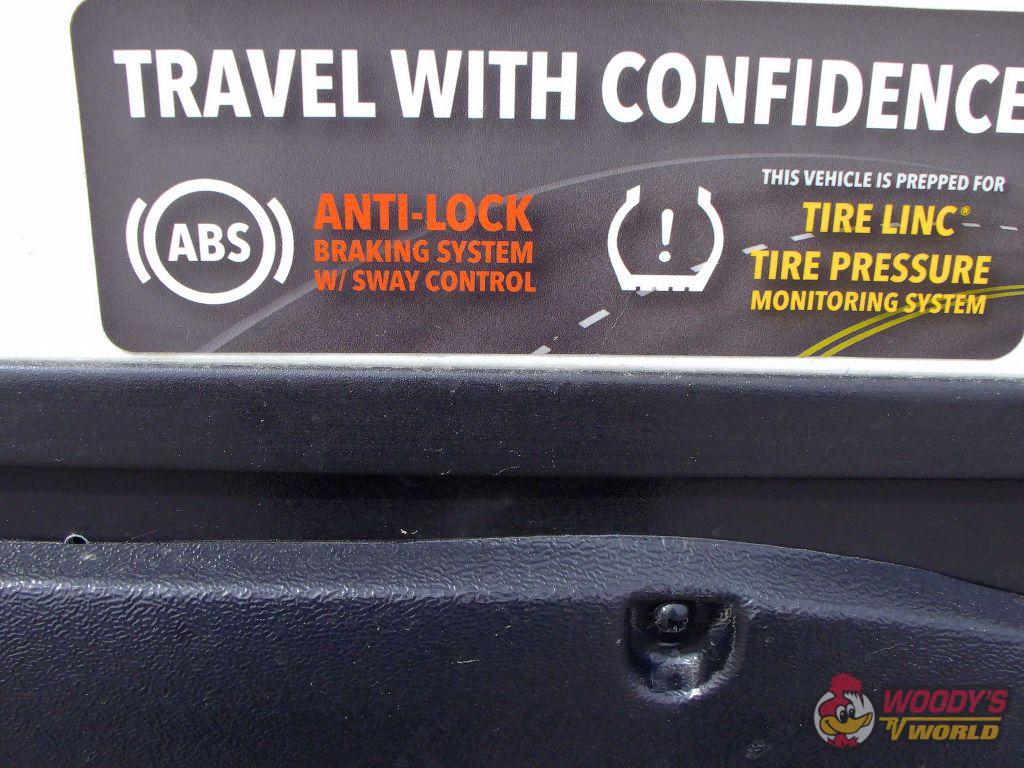 TRAVEL WITH CONFIDENCE
ABS
ANTI-LOCK
BRAKING SYSTEM
W/ SWAY CONTROL
!
THIS VEHICLE IS PREPPED FOR
TIRE LINC®
TIRE PRESSURE
MONITORING SYSTEM
WOODY'S
RV WORLD